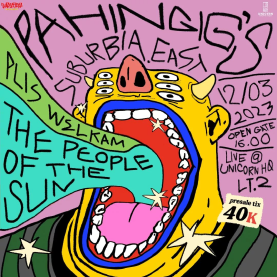 PAHINGIG'S
SUBURBIA.EAST
12/03
2023
OPEN GATE
15.00
LIVE @
UNICORN HQ
LT.2
PLIS WELKAM
THE PEOPLE
OF THE
SUN
presale tix
40K